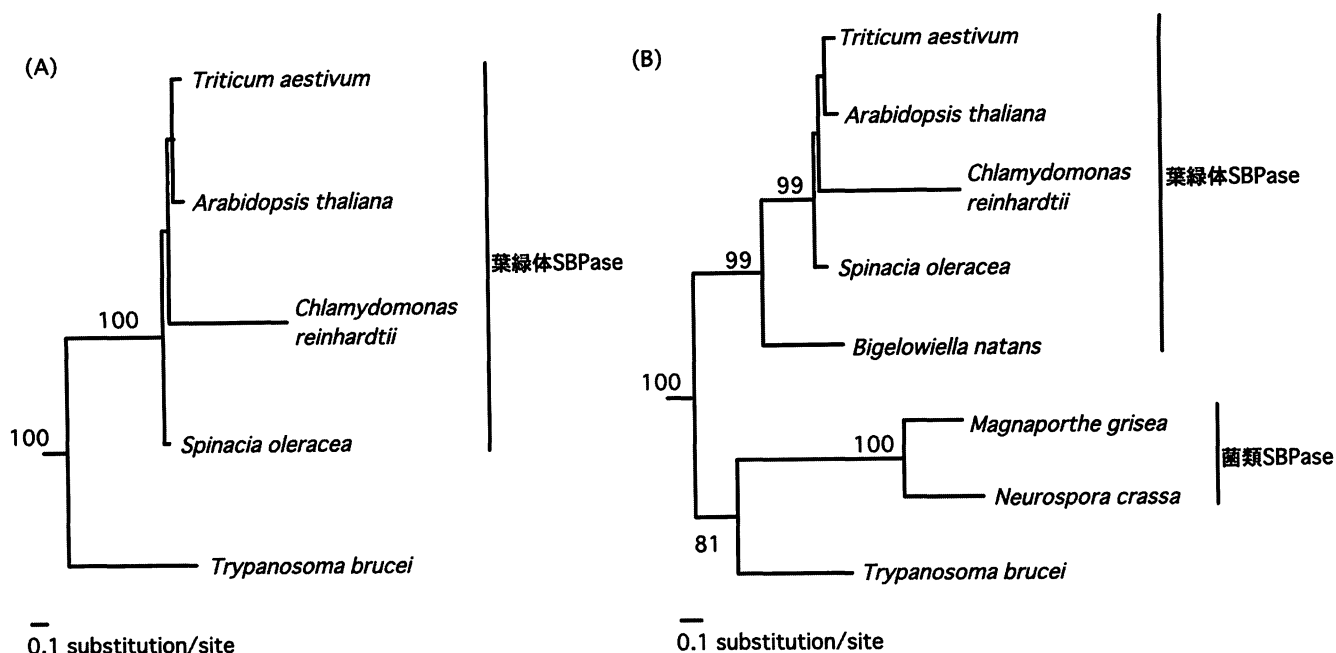 (A)
Triticum aestivum
Arabidopsis thaliana
葉緑体SBPase
Chlamydomonas
reinhardtii
100
Spinacia oleracea
100
Trypanosoma brucei
0.1 substitution/site
(B)
Triticum aestivum
Arabidopsis thaliana
Chlamydomonas
reinhardtii
葉緑体SBPase
99
Spinacia oleracea
99
Bigelowiella natans
100
Magnaporthe grisea
100
菌類SBPase
Neurospora crassa
81
Trypanosoma brucei
0.1 substitution/site